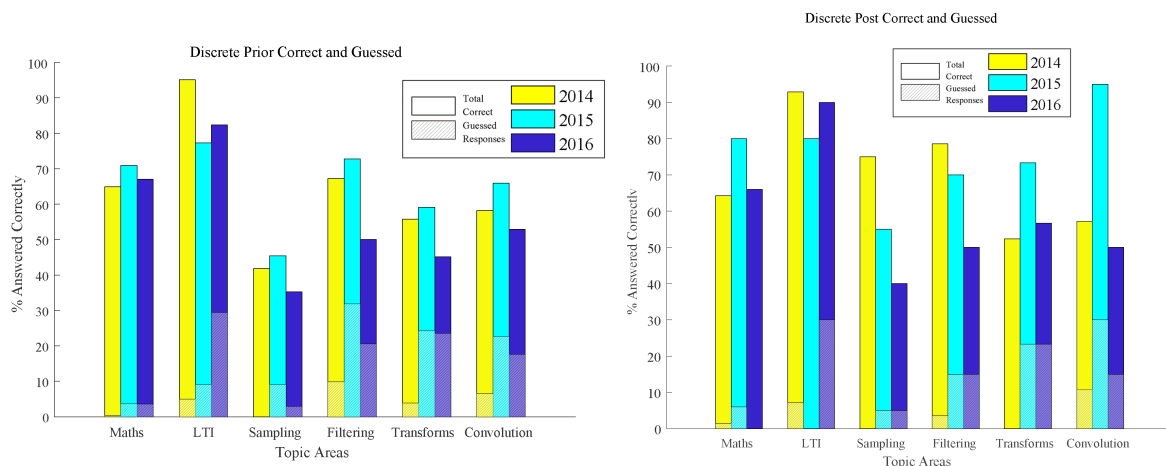 Discrete Prior Correct and Guessed
Total
Correct
Guessed
Responses
2014
2015
2016
% Answered Correctly
100
90
80
70
60
50
40
30
20
10
0
Maths
LTI
Sampling
Filtering
Transforms
Convolution
Topic Areas
Discrete Post Correct and Guessed
Total
Correct
Guessed
Responses
2014
2015
2016
% Answered Correctly
100
90
80
70
60
50
40
30
20
10
0
Maths
LTI
Sampling
Filtering
Transforms
Convolution
Topic Areas